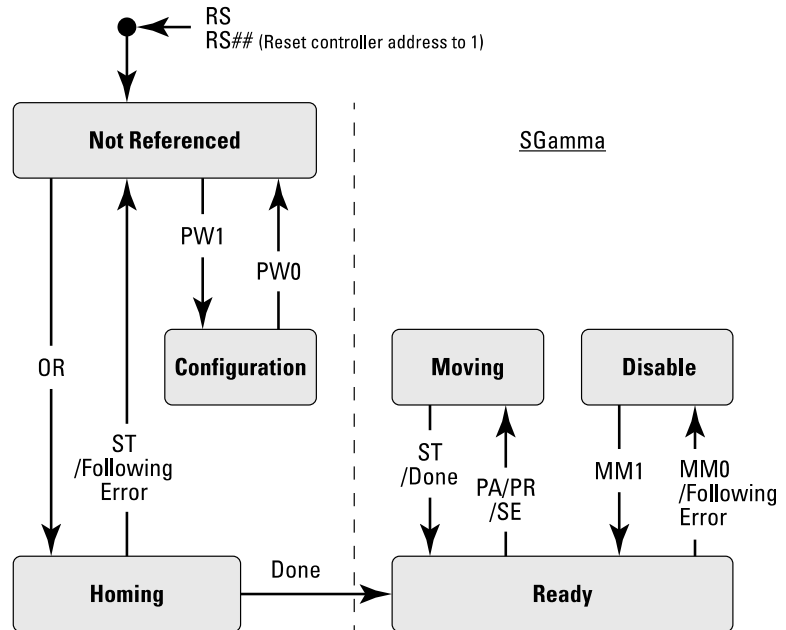 RS
RS## (Reset controller address to 1)
Not Referenced
SGamma
PW1
PW0
Configuration
Moving
Disable
OR
ST
/Following
Error
ST
/Done
PA/PR
/SE
MM1
MM0
/Following
Error
Homing
Done
Ready